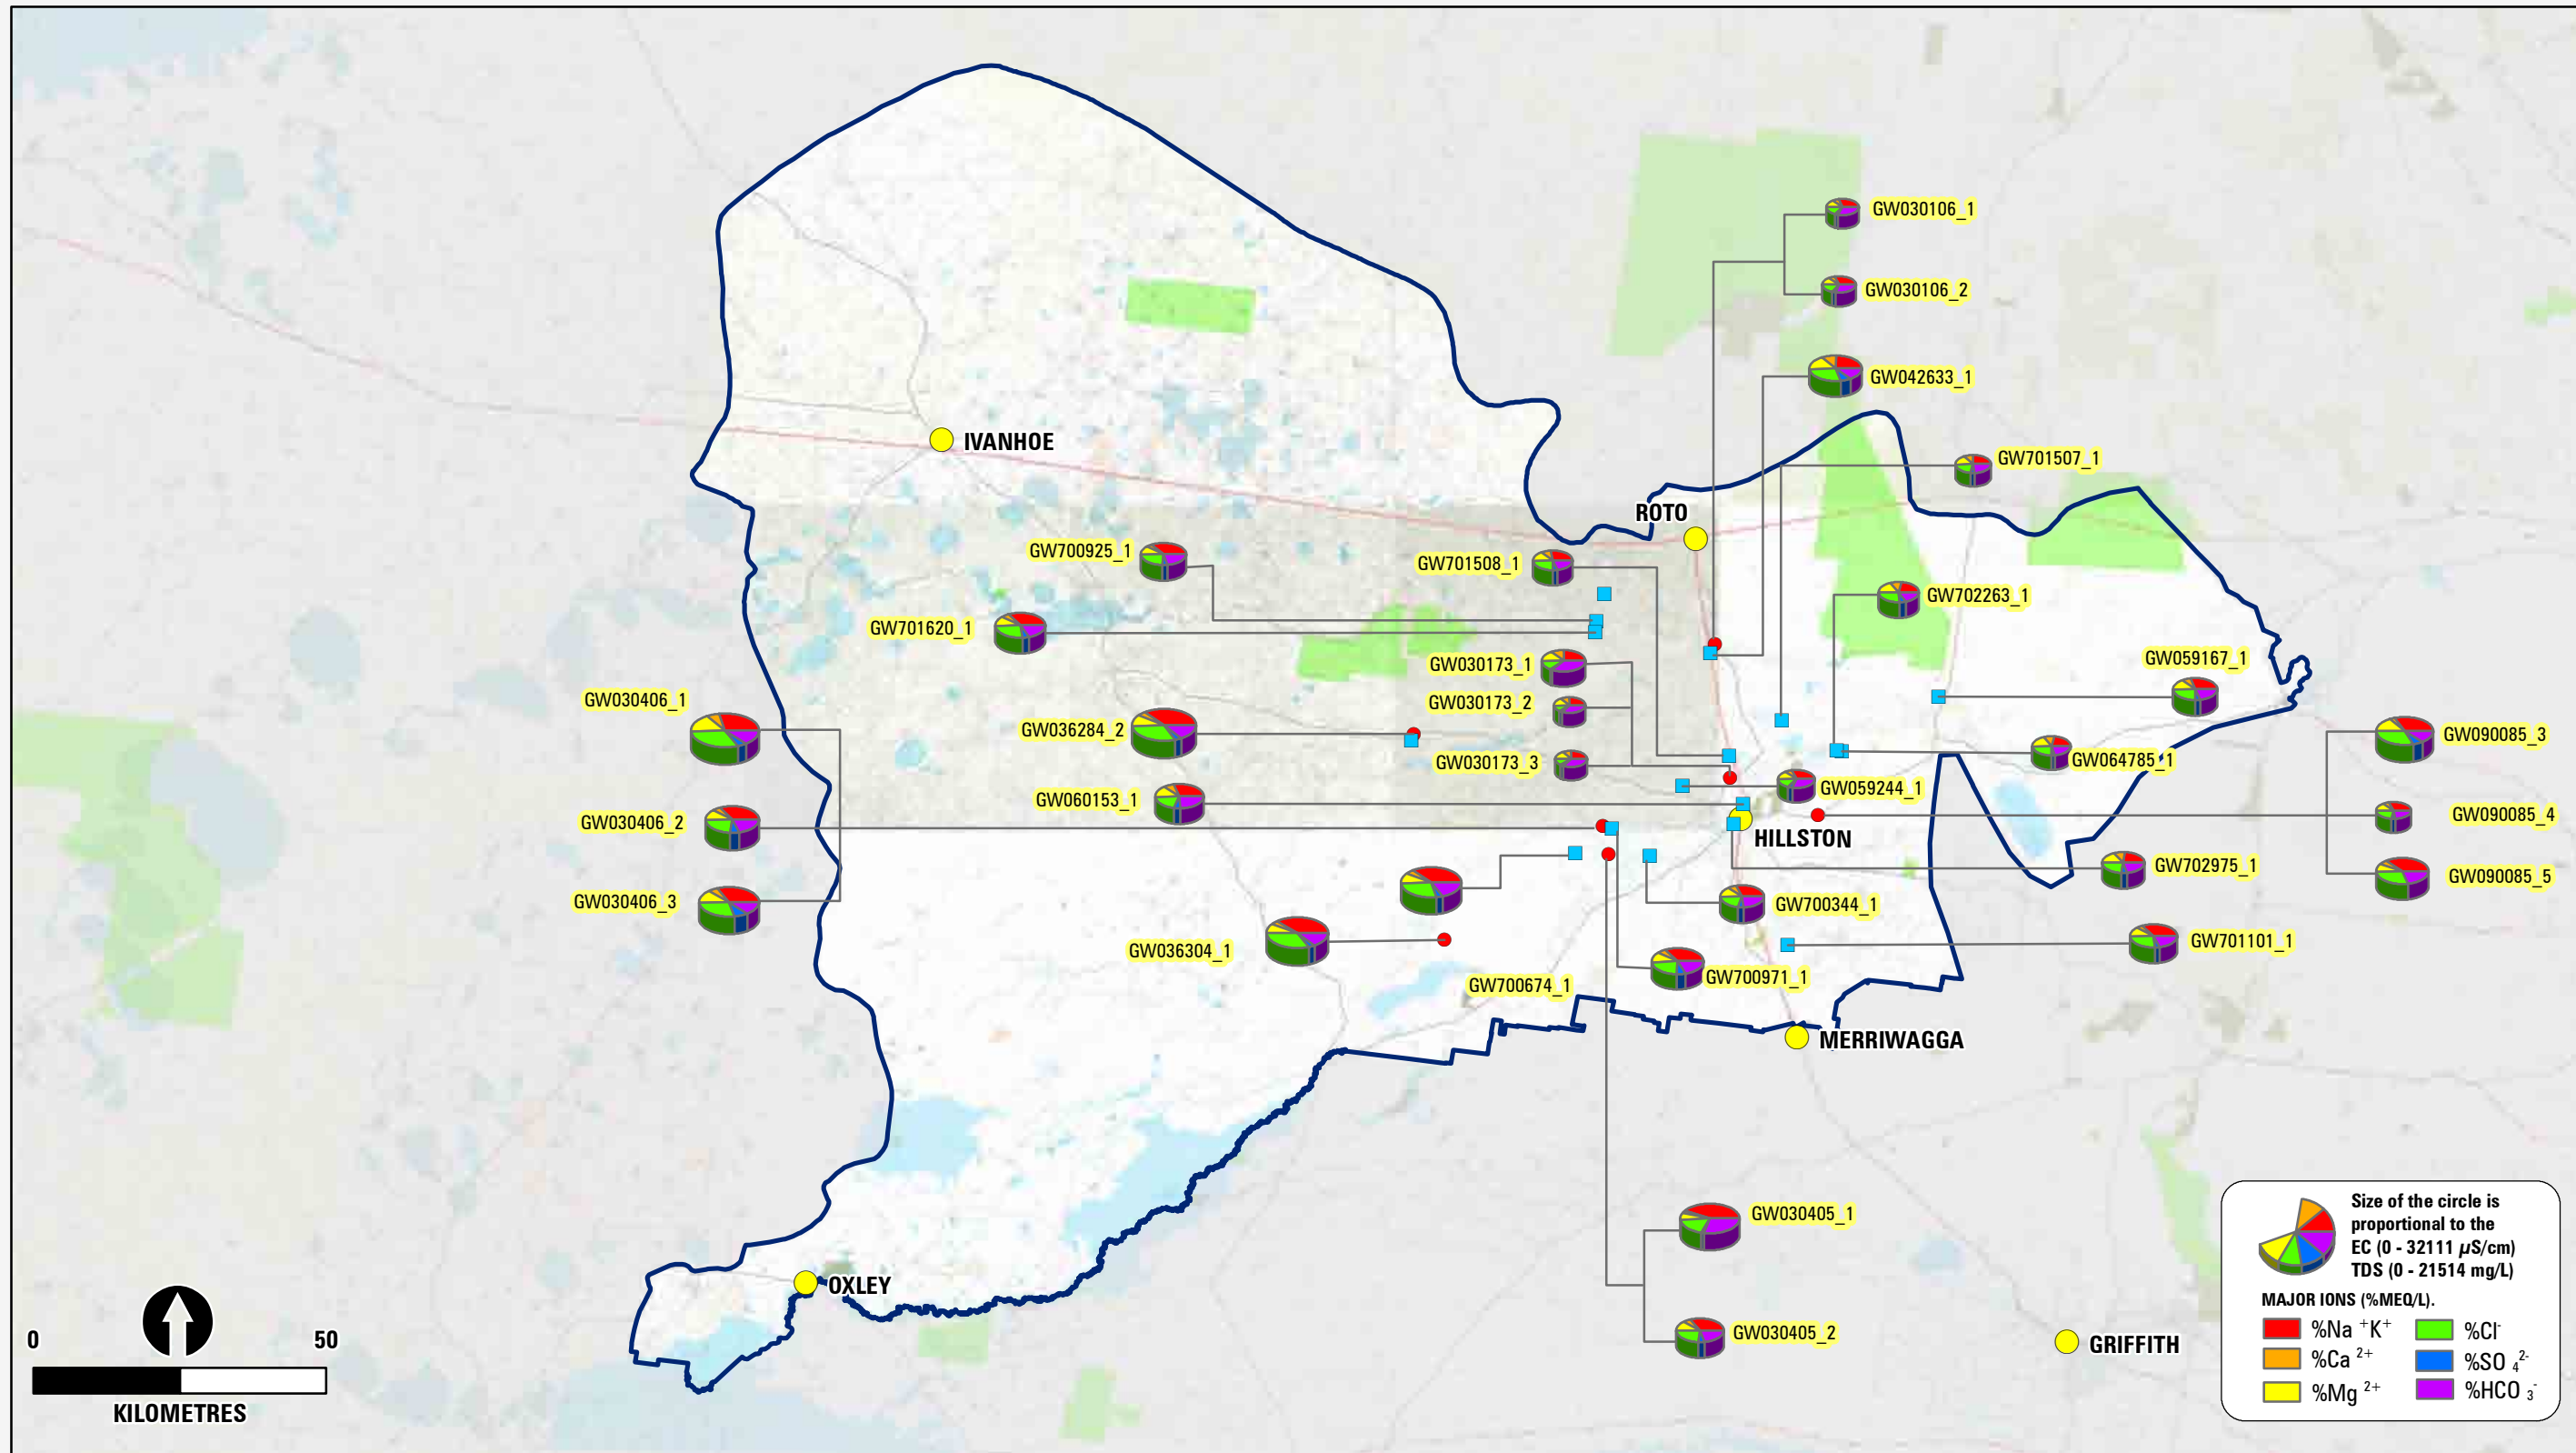 GW030106_1
GW030106_2
GW042633_1
IVANHOE
GW701507_1
ROTO
GW700925_1
GW701508_1
GW702263_1
GW701620_1
GW030173_1
GW059167_1
GW030406_1
GW030173_2
GW036284_2
GW090085_3
GW030173_3
GW064785_1
GW060153_1
GW059244_1
GW030406_2
HILLSTON
GW090085_4
GW702975_1
GW090085_5
GW030406_3
GW700344_1
GW036304_1
GW701101_1
GW700674_1
GW700971_1
MERRIWAGGA
GW030405_1
OXLEY
GW030405_2
GRIFFITH
0 50
KILOMETRES
Size of the circle is
proportional to the
EC (0 - 32111 µS/cm)
TDS (0 - 21514 mg/L)
MAJOR IONS (%MEQ/L).
%Na ⁺K⁺ %Cl⁻
%Ca ²⁺ %SO ₄²⁻
%Mg ²⁺ %HCO ₃⁻